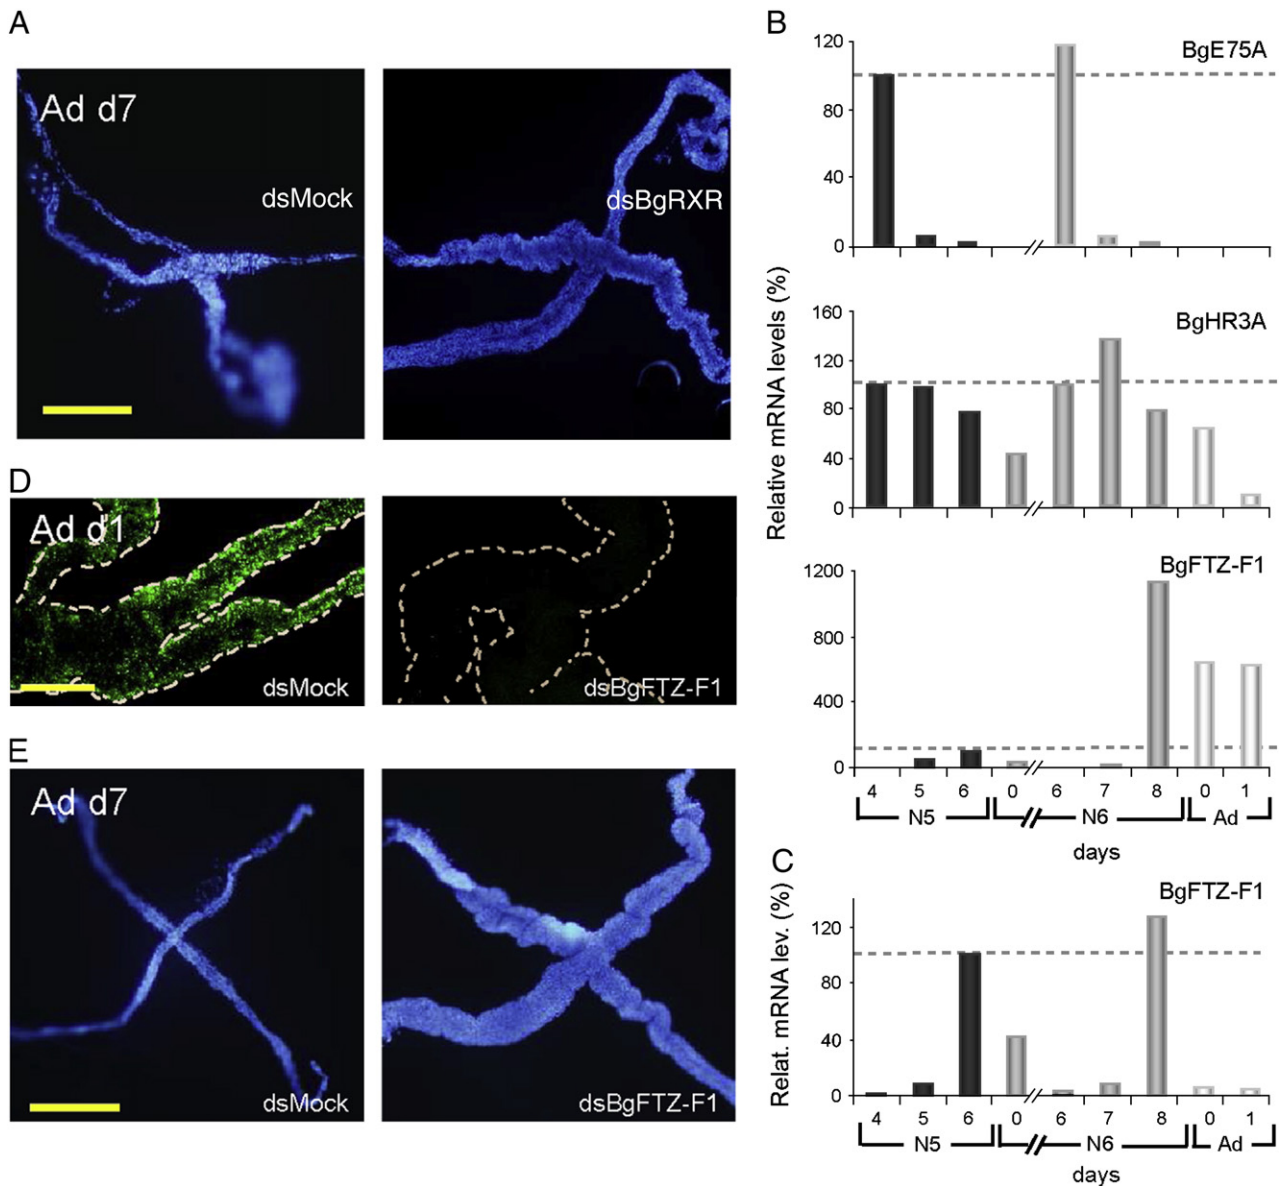 A
Ad d7
dsMock
dsBgRXR
D
Ad d1
dsMock
dsBgFTZ-F1
E
Ad d7
dsMock
dsBgFTZ-F1
B
Relative mRNA levels (%)
BgE75A
120
80
40
0
BgHR3A
160
120
80
40
0
BgFTZ-F1
1200
800
400
0
4 5 6 0 6 7 8 0 1
N5 N6 Ad
days
C
Relat. mRNA lev. (%)
BgFTZ-F1
120
80
40
0
4 5 6 0 6 7 8 0 1
N5 N6 Ad
days